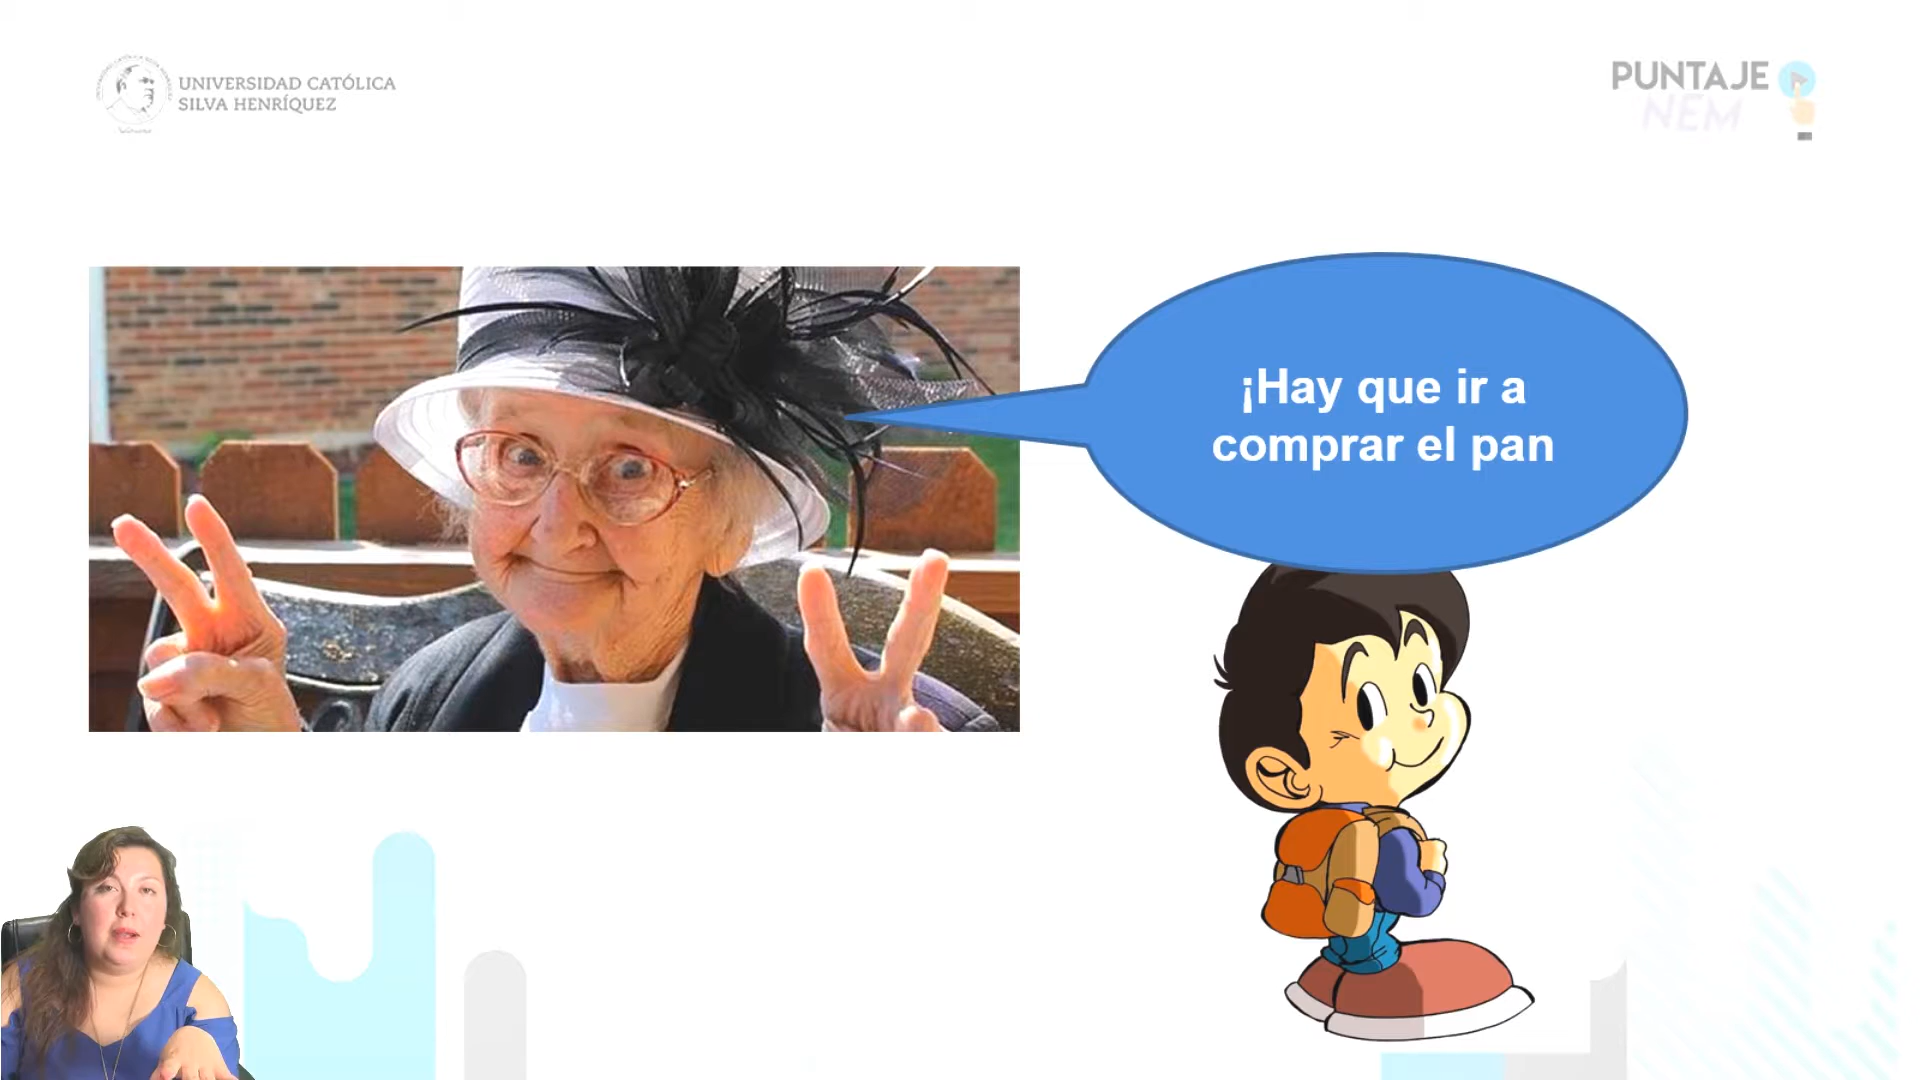 UNIVERSIDAD CATÓLICA
SILVA HENRÍQUEZ
PUNTAJE
NEM
¡Hay que ir a
comprar el pan